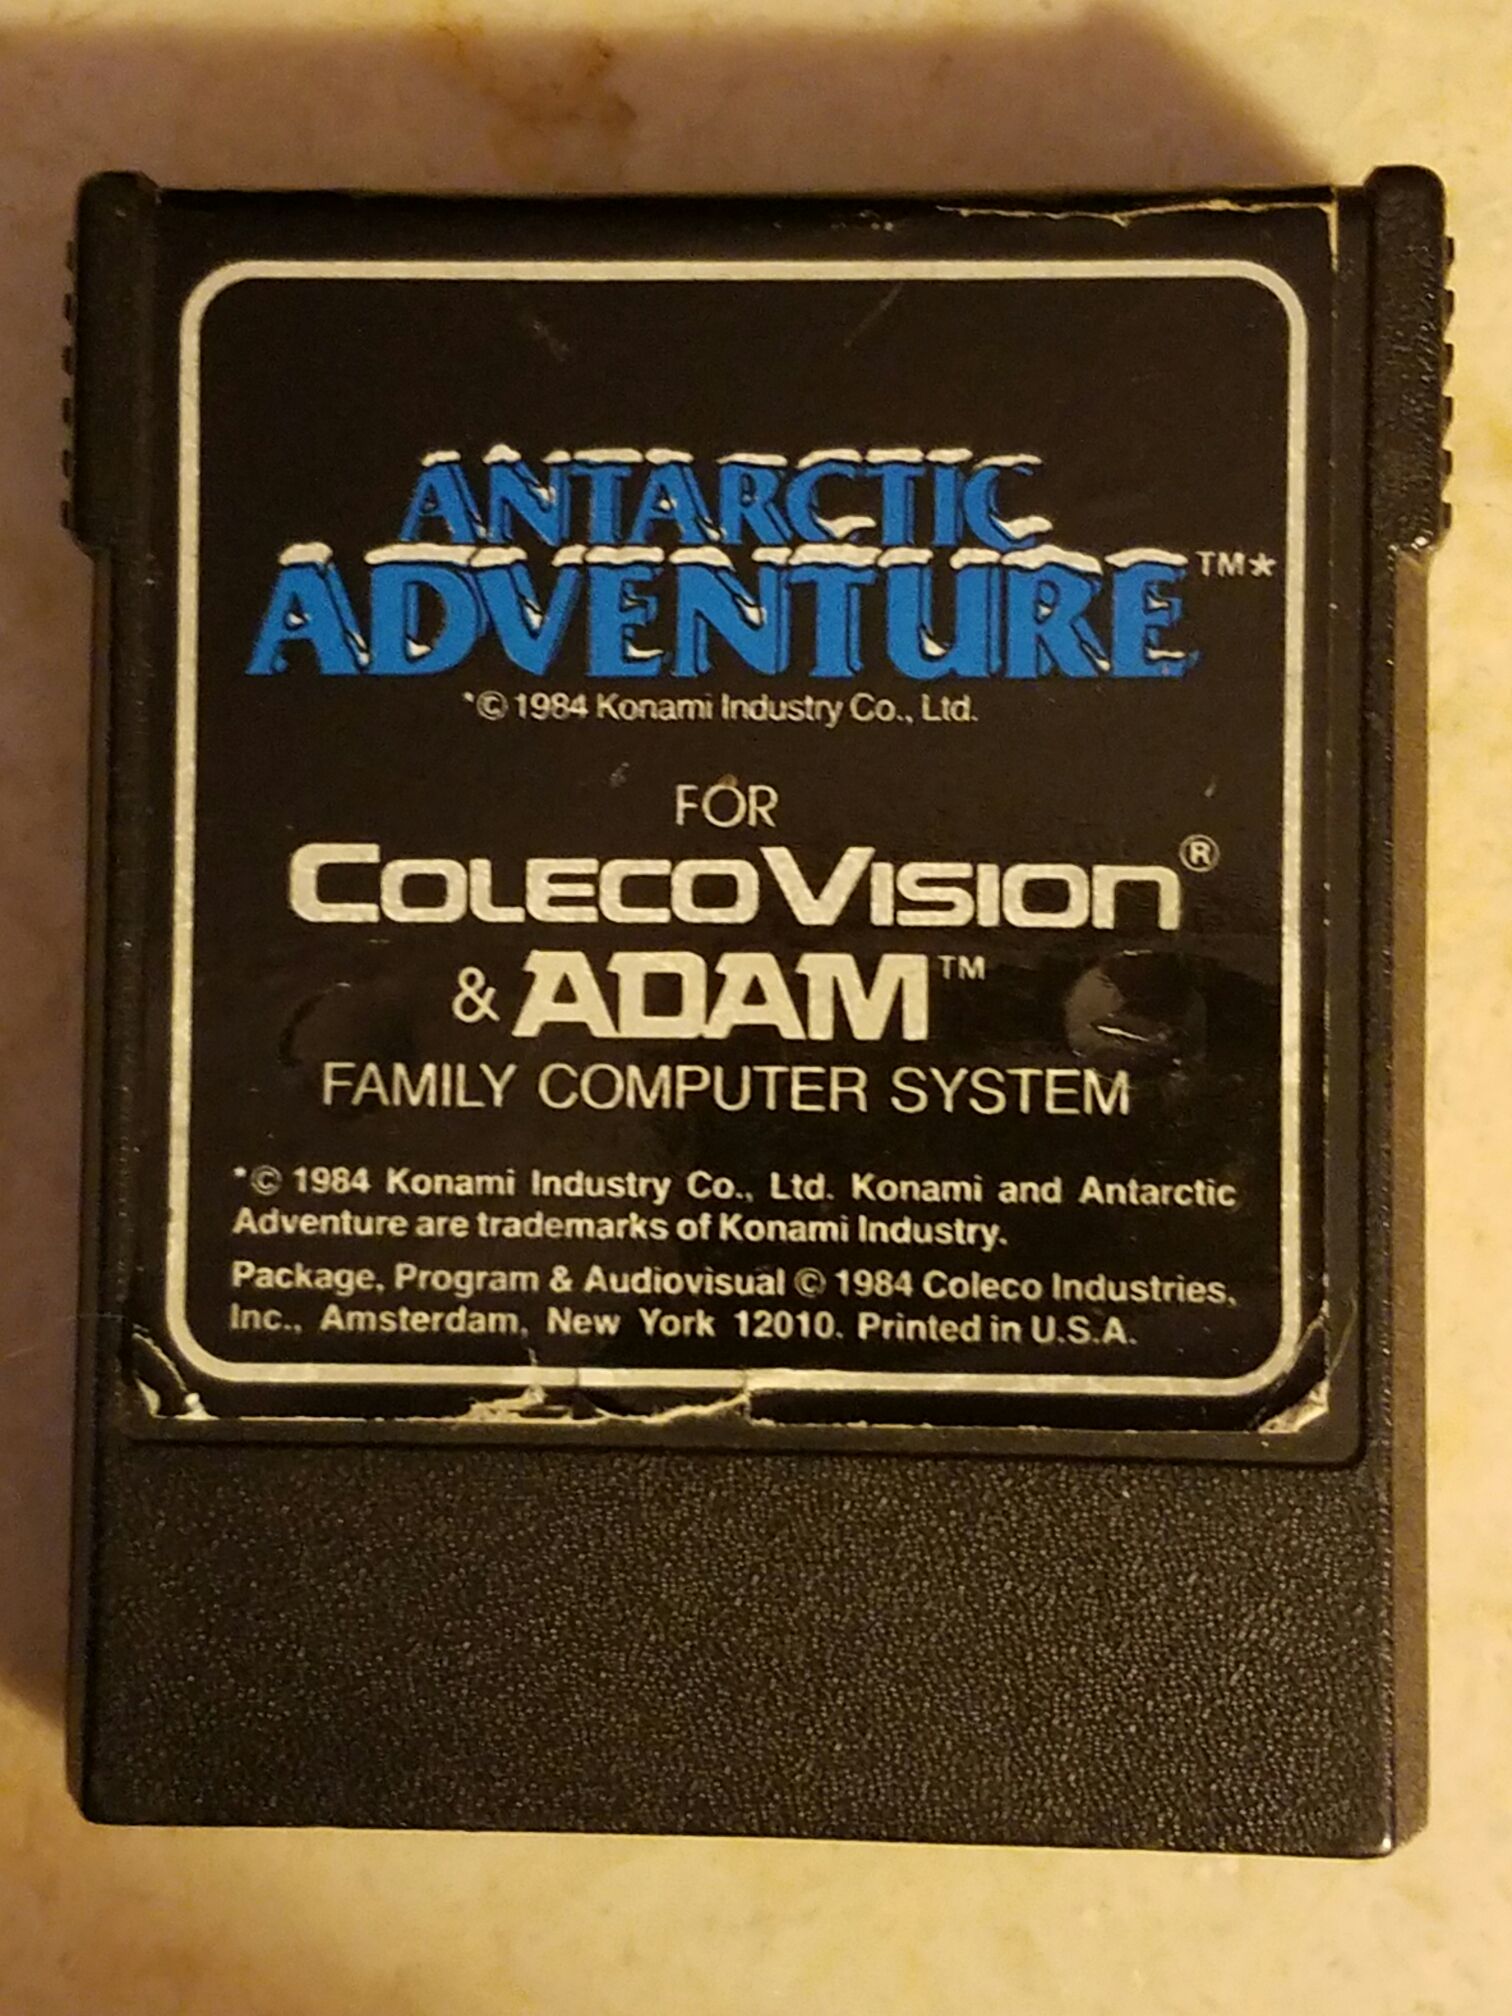 ANTARCTIC
ADVENTURE™*
*© 1984 Konami Industry Co., Ltd.
FOR
COLECOVISION®
& ADAM™
FAMILY COMPUTER SYSTEM
*© 1984 Konami Industry Co., Ltd. Konami and Antarctic
Adventure are trademarks of Konami Industry.
Package, Program & Audiovisual © 1984 Coleco Industries,
Inc., Amsterdam, New York 12010. Printed in U.S.A.